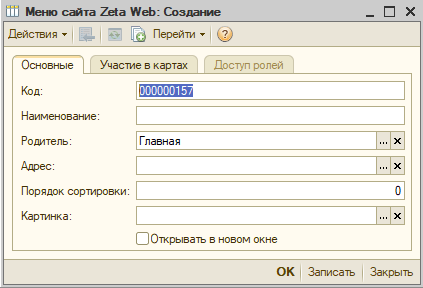 Меню сайта Zeta Web: Создание
Действия Перейти ?
Основные Участие в картах Доступ ролей
Код: 000000157
Наименование:
Родитель: Главная ... x
Адрес: ... x
Порядок сортировки: 0
Картинка: ... x
Открывать в новом окне
OK Записать Закрыть